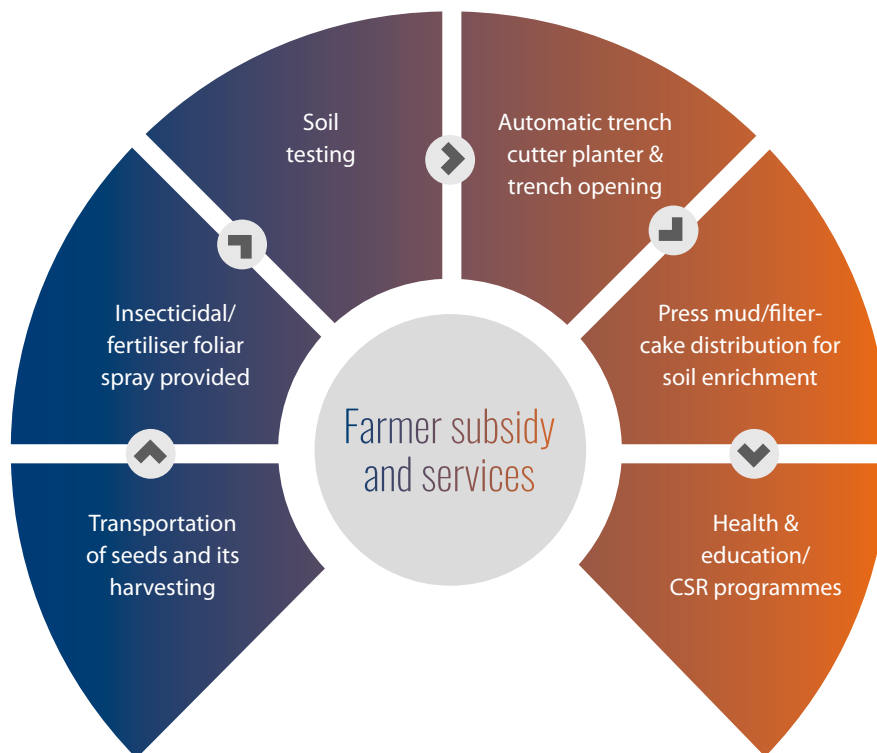 Soil
testing
Automatic trench
cutter planter &
trench opening
Insecticidal/
fertiliser foliar
spray provided
Press mud/filter-
cake distribution for
soil enrichment
Farmer subsidy
and services
Transportation
of seeds and its
harvesting
Health &
education/
CSR programmes